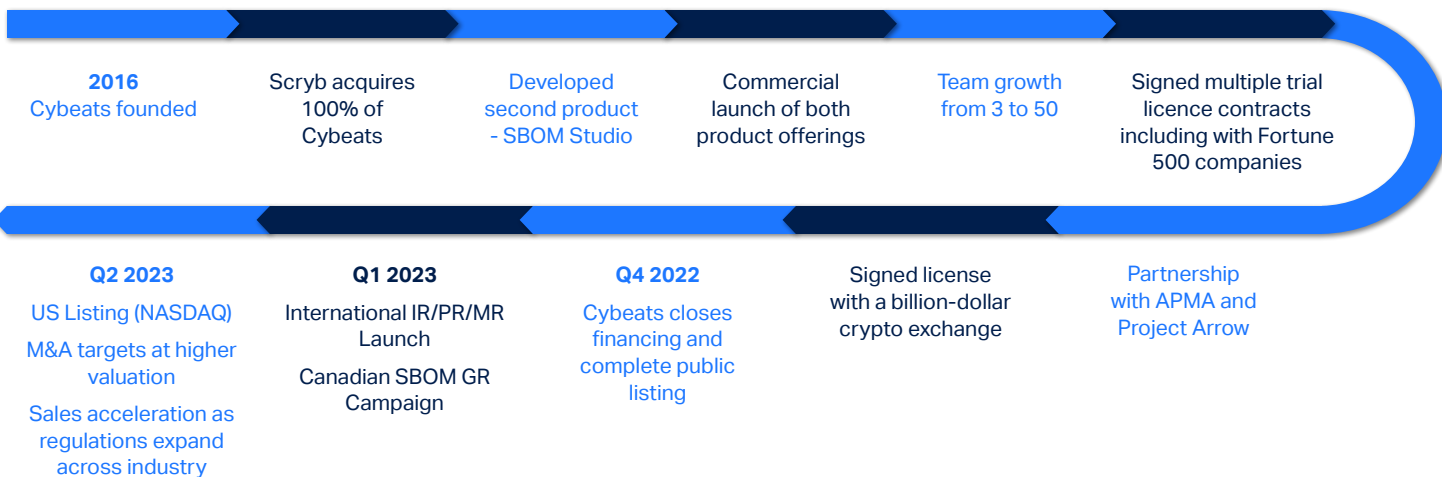 2016
Cybeats founded
Scryb acquires
100% of
Cybeats
Developed
second product
- SBOM Studio
Commercial
launch of both
product offerings
Team growth
from 3 to 50
Signed multiple trial
licence contracts
including with Fortune
500 companies
Partnership
with APMA and
Project Arrow
Signed license
with a billion-dollar
crypto exchange
Q4 2022
Cybeats closes
financing and
complete public
listing
Q1 2023
International IR/PR/MR
Launch
Canadian SBOM GR
Campaign
Q2 2023
US Listing (NASDAQ)
M&A targets at higher
valuation
Sales acceleration as
regulations expand
across industry